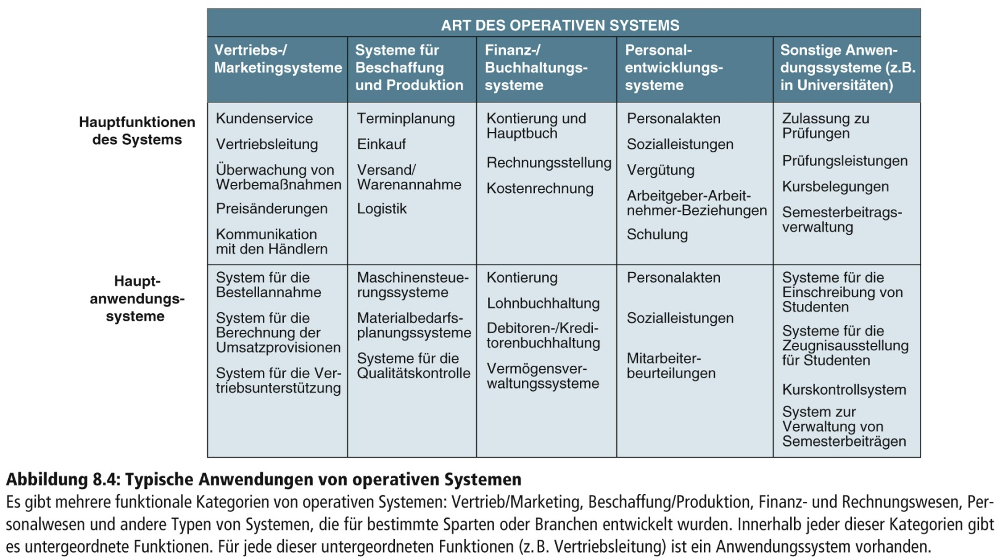 ART DES OPERATIVEN SYSTEMS
Vertriebs-/
Marketingsysteme
Systeme für
Beschaffung
und Produktion
Finanz-/
Buchhaltungs-
systeme
Personal-
entwicklungs-
systeme
Sonstige Anwen-
dungssysteme (z.B.
in Universitäten)
Hauptfunktionen
des Systems
Kundenservice
Vertriebsleitung
Überwachung von
Werbemaßnahmen
Preisänderungen
Kommunikation
mit den Händlern
Terminplanung
Einkauf
Versand/
Warenannahme
Logistik
Kontierung und
Hauptbuch
Rechnungsstellung
Kostenrechnung
Personalakten
Sozialleistungen
Vergütung
Arbeitgeber-Arbeit-
nehmer-Beziehungen
Schulung
Zulassung zu
Prüfungen
Prüfungsleistungen
Kursbelegungen
Semesterbeitrags-
verwaltung
Haupt-
anwendungs-
systeme
System für die
Bestellannahme
System für die
Berechnung der
Umsatzprovisionen
System für die Ver-
triebsunterstützung
Maschinensteue-
rungssysteme
Materialbedarfs-
planungssysteme
Systeme für die
Qualitätskontrolle
Kontierung
Lohnbuchhaltung
Debitoren-/Kredi-
torenbuchhaltung
Vermögensver-
waltungssysteme
Personalakten
Sozialleistungen
Mitarbeiter-
beurteilungen
Systeme für die
Einschreibung von
Studenten
Systeme für die
Zeugnisausstellung
für Studenten
Kurskontrollsystem
System zur
Verwaltung von
Semesterbeiträgen
Abbildung 8.4: Typische Anwendungen von operativen Systemen
Es gibt mehrere funktionale Kategorien von operativen Systemen: Vertrieb/Marketing, Beschaffung/Produktion, Finanz- und Rechnungswesen, Per-
sonalwesen und andere Typen von Systemen, die für bestimmte Sparten oder Branchen entwickelt wurden. Innerhalb jeder dieser Kategorien gibt
es untergeordnete Funktionen. Für jede dieser untergeordneten Funktionen (z. B. Vertriebsleitung) ist ein Anwendungssystem vorhanden.